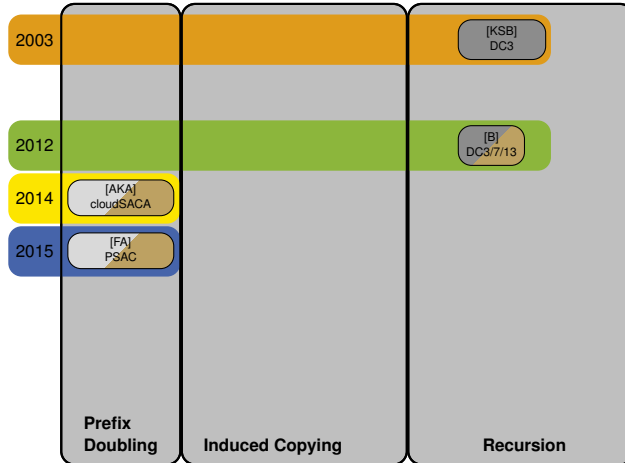 2003
[KSB]
DC3
2012
[B]
DC3/7/13
2014
[AKA]
cloudSACA
2015
[FA]
PSAC
Prefix
Doubling
Induced Copying
Recursion